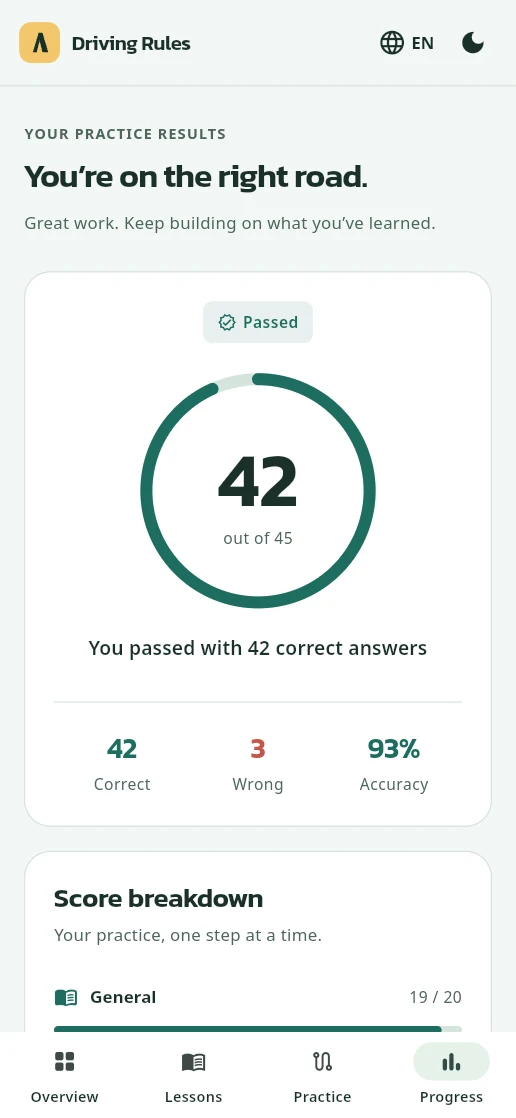 Driving Rules
EN
YOUR PRACTICE RESULTS
You’re on the right road.
Great work. Keep building on what you’ve learned.
Passed
42
out of 45
You passed with 42 correct answers
42
3
93%
Correct
Wrong
Accuracy
Score breakdown
Your practice, one step at a time.
General
19 / 20
Overview
Lessons
Practice
Progress